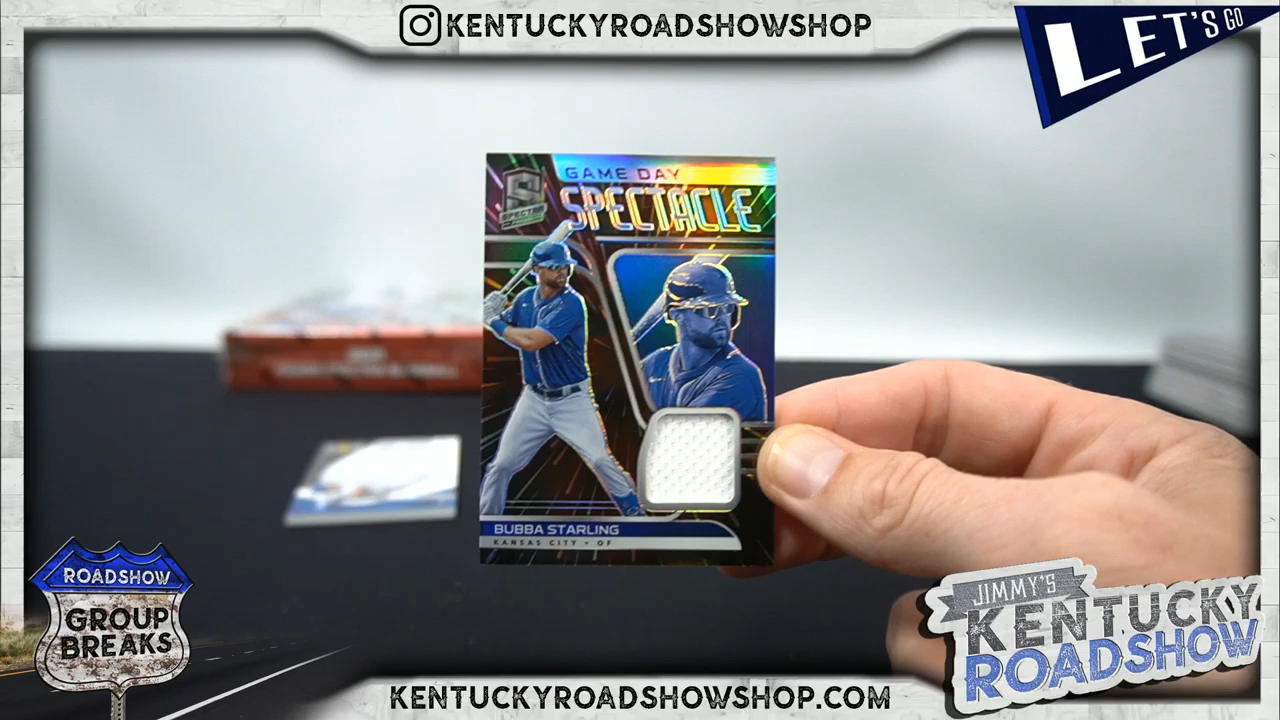 KENTUCKYROADSHOWSHOP
LET'S GO
GAME DAY
SPECTACLE
SPECTRA
BUBBA STARLING
KANSAS CITY - OF
ROADSHOW
GROUP
BREAKS
JIMMY'S
KENTUCKY
ROADSHOW
KENTUCKYROADSHOWSHOP.COM